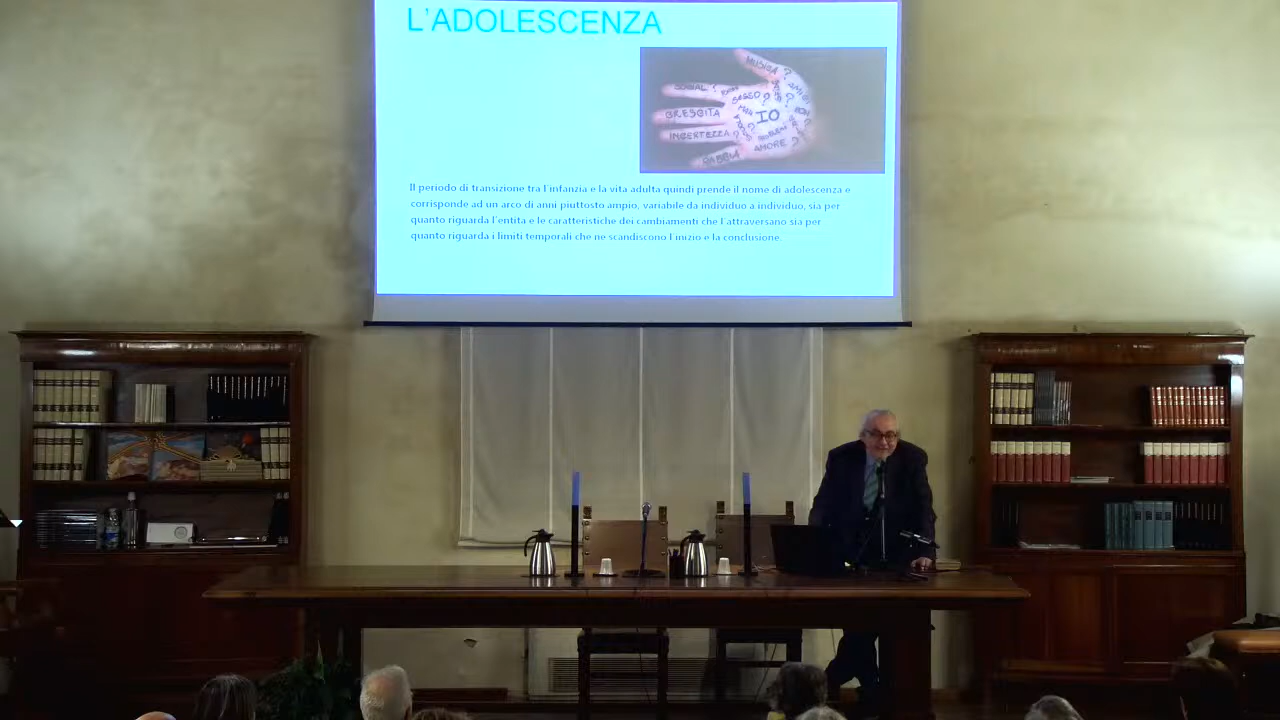 L'ADOLESCENZA
MUSICA ?
SOCIAL ?
SESSO ?
CRESCITA
IO
INCERTEZZA
PROBLEMI
AMORE ?
RABBIA
Il periodo di transizione tra l'infanzia e la vita adulta quindi prende il nome di adolescenza e
corrisponde ad un arco di anni piuttosto ampio, variabile da individuo a individuo, sia per
quanto riguarda l'entita e le caratteristiche dei cambiamenti che l'attraversano sia per
quanto riguarda i limiti temporali che ne scandiscono l'inizio e la conclusione.